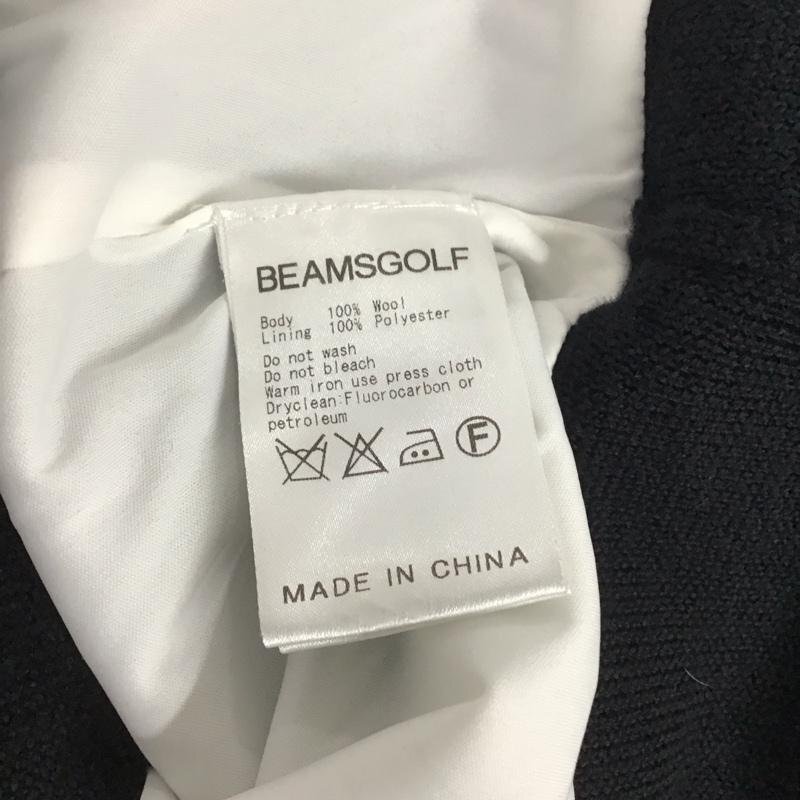 BEAMSGOLF
Body 100% Wool
Lining 100% Polyester
Do not wash
Do not bleach
Warm iron use press cloth
Dryclean:Fluorocarbon or
petroleum
F
MADE IN CHINA